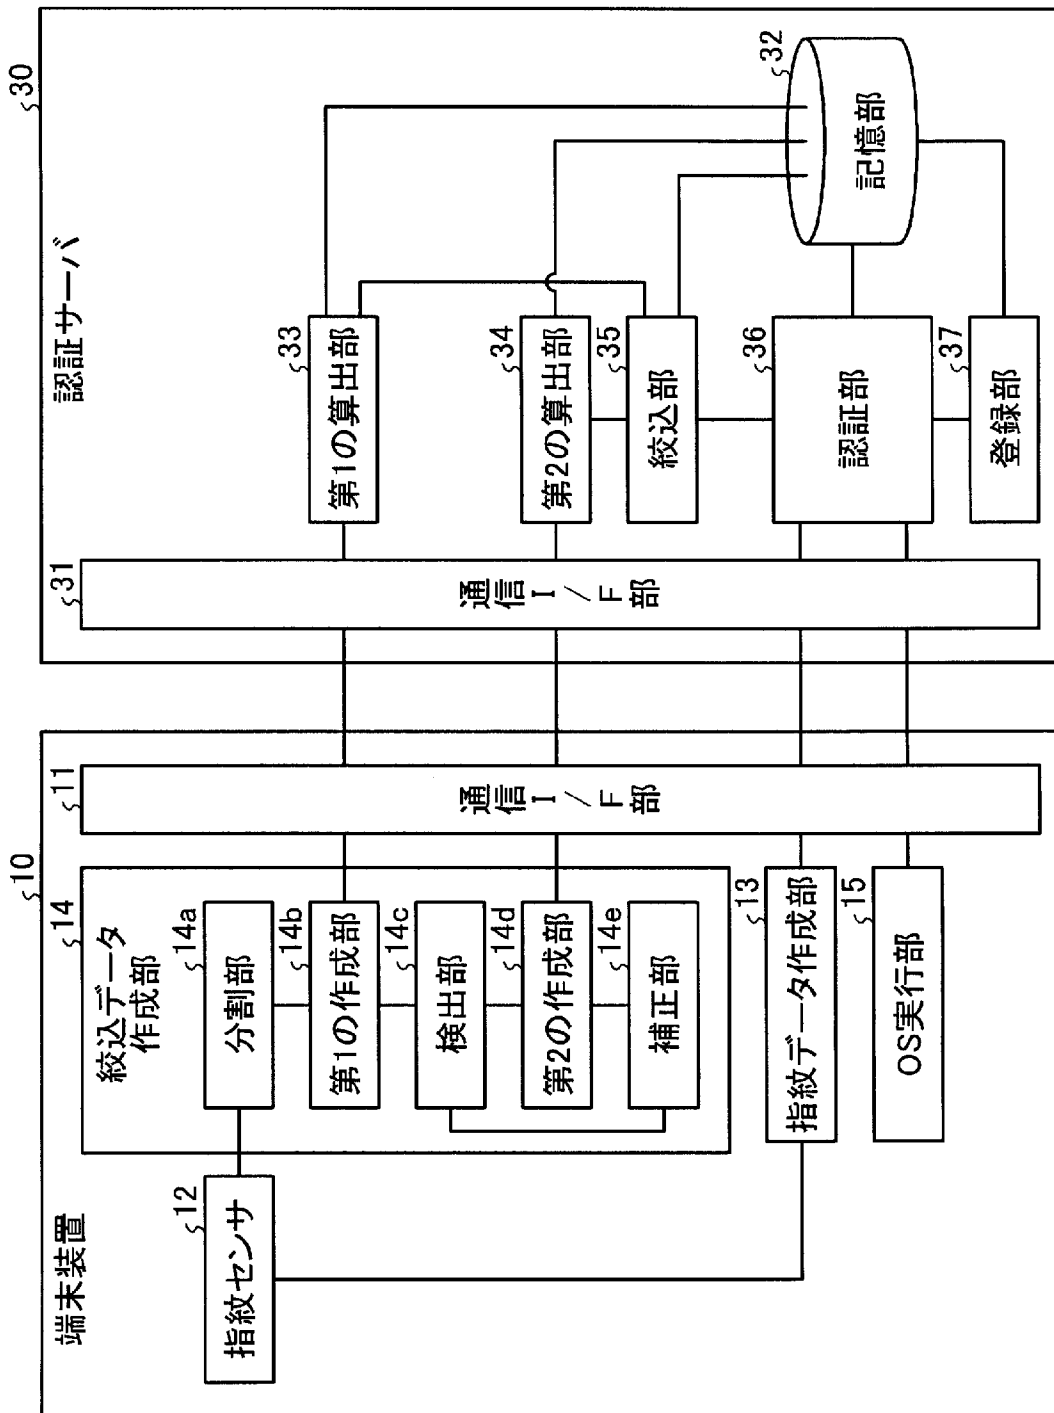 10
端末装置
指紋センサ
12
14
絞込データ
作成部
14a
分割部
14b
第1の作成部
14c
検出部
14d
第2の作成部
14e
補正部
13
指紋データ作成部
15
OS実行部
11
通信I/F部
30
認証サーバ
31
通信I/F部
33
第1の算出部
34
第2の算出部
35
絞込部
36
認証部
37
登録部
32
記憶部